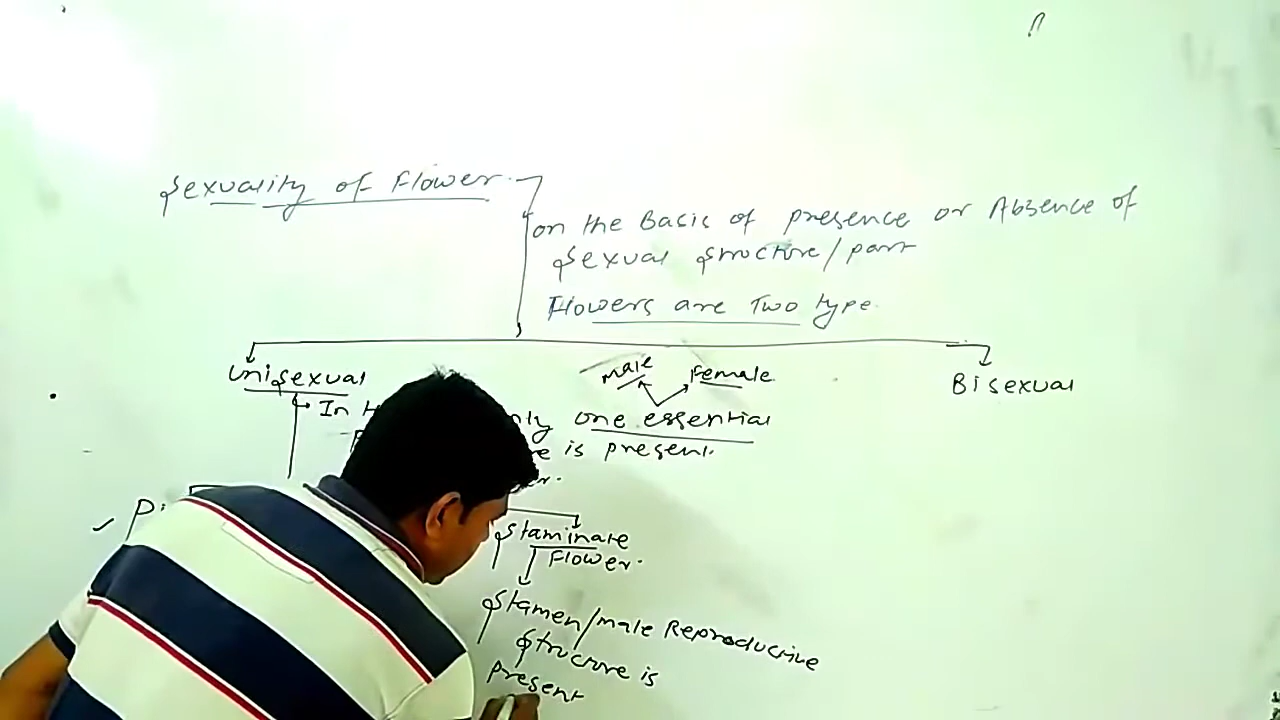 Sexuality of Flower
on the Basis of presence or Absence of
Sexual Structure/part
Flowers are Two type.
Unisexual
Male Female
Bisexual
In one essential
is present.
Staminate
Flower.
Stamen/male Reproductive
Structure is
present